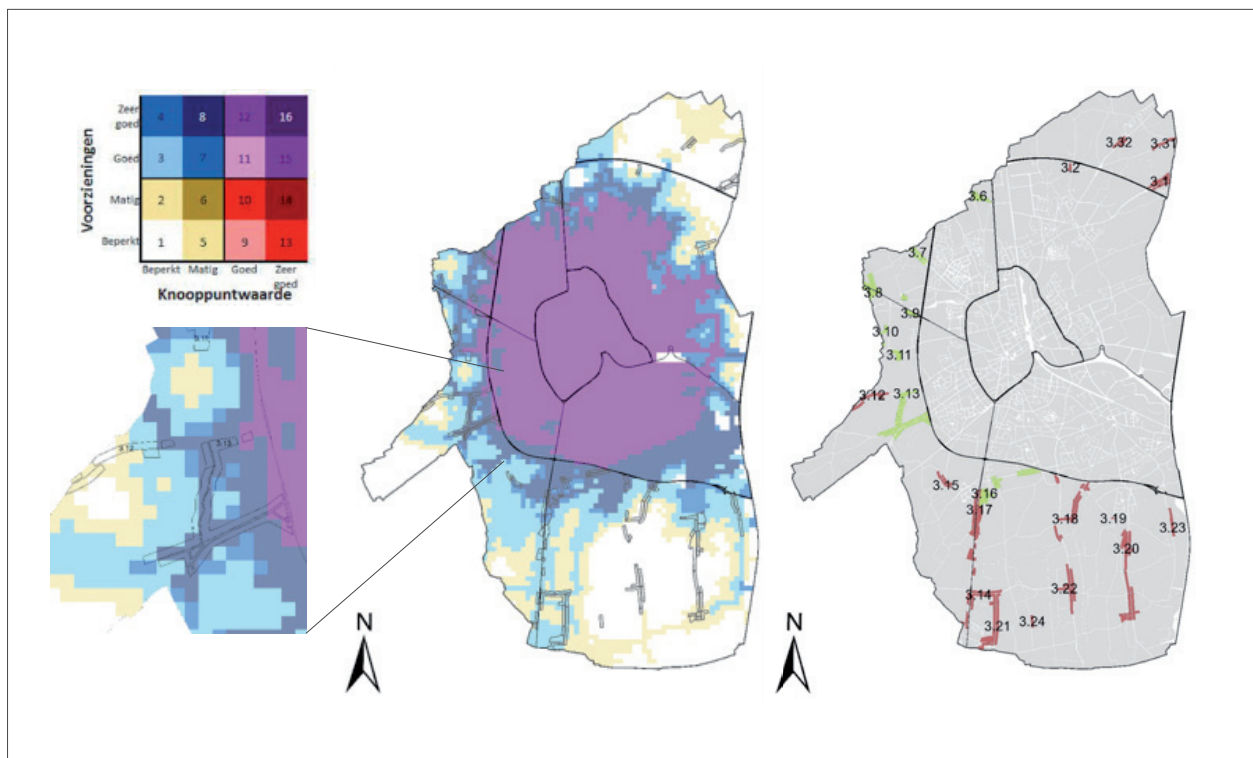 Voorzieningen
Zeer goed
4 8 12 16
Goed
3 7 11 15
Matig
2 6 10 14
Beperkt
1 5 9 13
Beperkt Matig Goed Zeer goed
Knooppuntwaarde
3.11
3.12
3.13
N
N
3.32
3.31
3.2
3.1
3.6
3.7
3.8
3.9
3.10
3.11
3.12
3.13
3.15
3.16
3.17
3.18
3.19
3.23
3.20
3.22
3.14
3.21
3.24